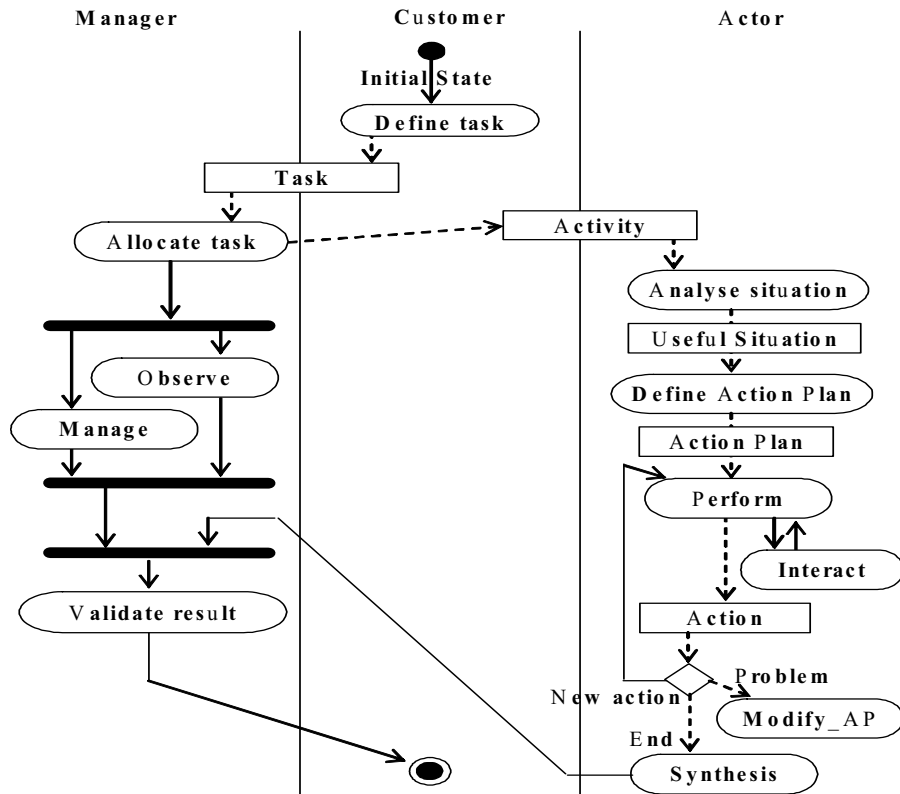 Manager
Customer
Actor
Initial State
Define task
Task
Allocate task
Activity
Analyse situation
Useful Situation
Observe
Define Action Plan
Manage
Action Plan
Perform
Interact
Validate result
Action
Problem
New action
Modify_AP
End
Synthesis